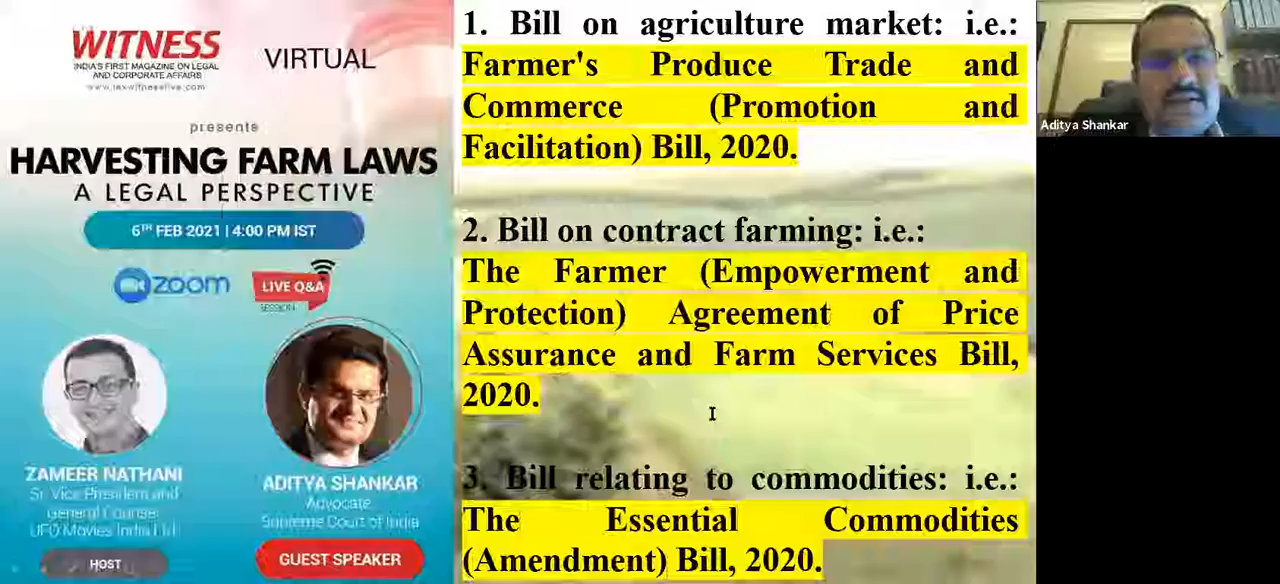 WITNESS
INDIA'S FIRST MAGAZINE ON LEGAL
AND CORPORATE AFFAIRS
www.lexwitnesslive.com
VIRTUAL
presents
HARVESTING FARM LAWS
A LEGAL PERSPECTIVE
6TH FEB 2021 | 4:00 PM IST
zoom
LIVE Q&A
SESSION
ZAMEER NATHANI
Sr. Vice President and
General Counsel
UFO Movies India Ltd
HOST
ADITYA SHANKAR
Advocate
Supreme Court of India
GUEST SPEAKER
1. Bill on agriculture market: i.e.:
Farmer's Produce Trade and
Commerce (Promotion and
Facilitation) Bill, 2020.
2. Bill on contract farming: i.e.:
The Farmer (Empowerment and
Protection) Agreement of Price
Assurance and Farm Services Bill,
2020.
3. Bill relating to commodities: i.e.:
The Essential Commodities
(Amendment) Bill, 2020.
Aditya Shankar